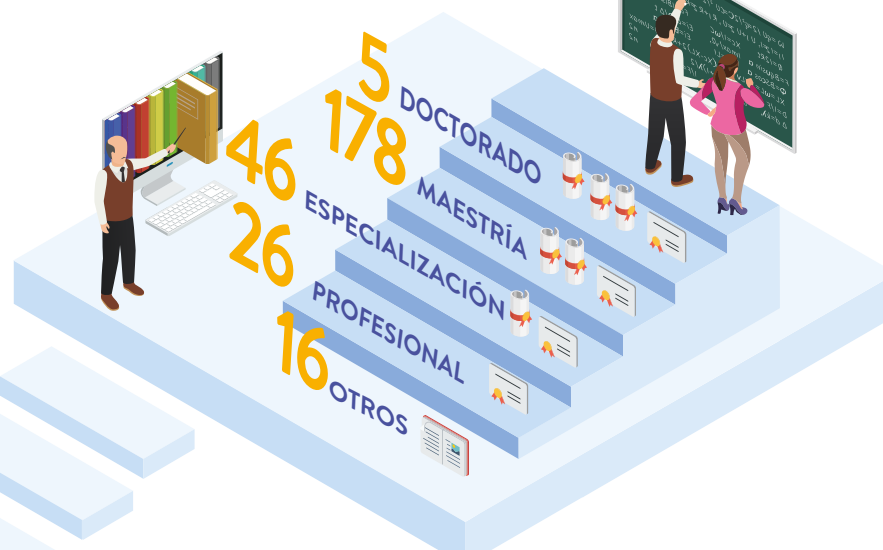 5
DOCTORADO
178
MAESTRÍA
46
ESPECIALIZACIÓN
26
PROFESIONAL
16
OTROS